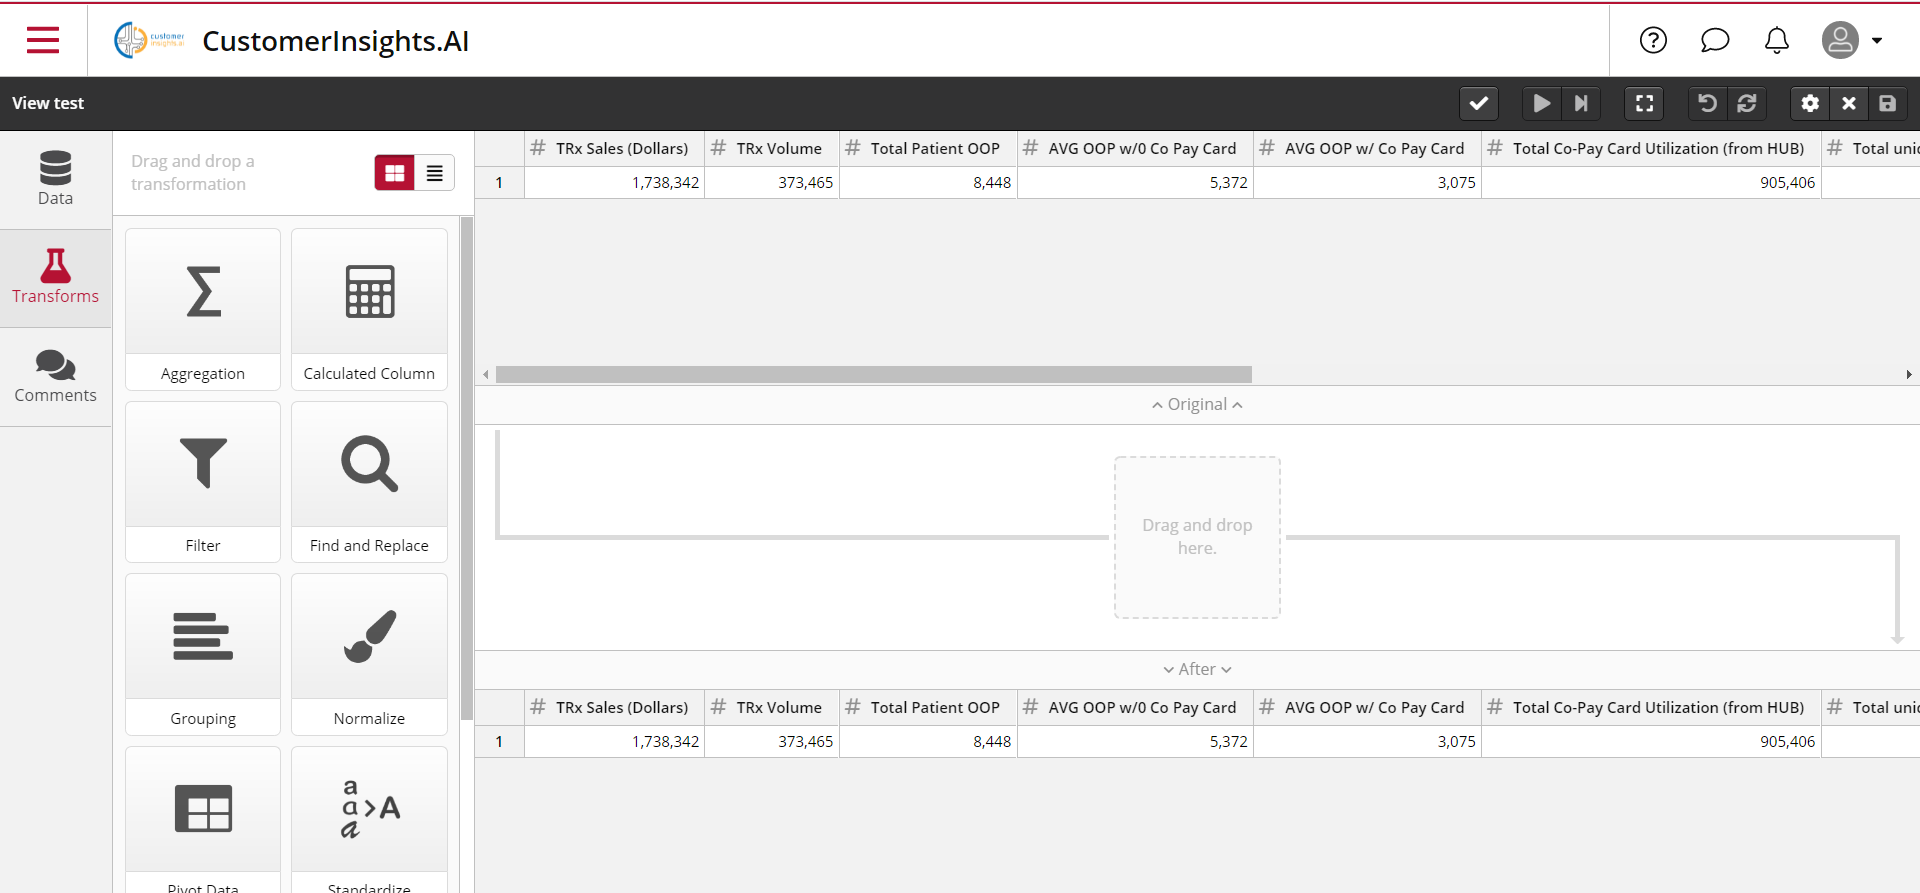 customer
insights.ai
CustomerInsights.AI
View test
Data
Transforms
Comments
Drag and drop a
transformation
Aggregation
Calculated Column
Filter
Find and Replace
Grouping
Normalize
a
a
a
>A
Pivot Data
Standardize
# TRx Sales (Dollars) # TRx Volume # Total Patient OOP # AVG OOP w/0 Co Pay Card # AVG OOP w/ Co Pay Card # Total Co-Pay Card Utilization (from HUB) # Total unic
1 1,738,342 373,465 8,448 5,372 3,075 905,406
Original
Drag and drop
here.
After
# TRx Sales (Dollars) # TRx Volume # Total Patient OOP # AVG OOP w/0 Co Pay Card # AVG OOP w/ Co Pay Card # Total Co-Pay Card Utilization (from HUB) # Total unic
1 1,738,342 373,465 8,448 5,372 3,075 905,406